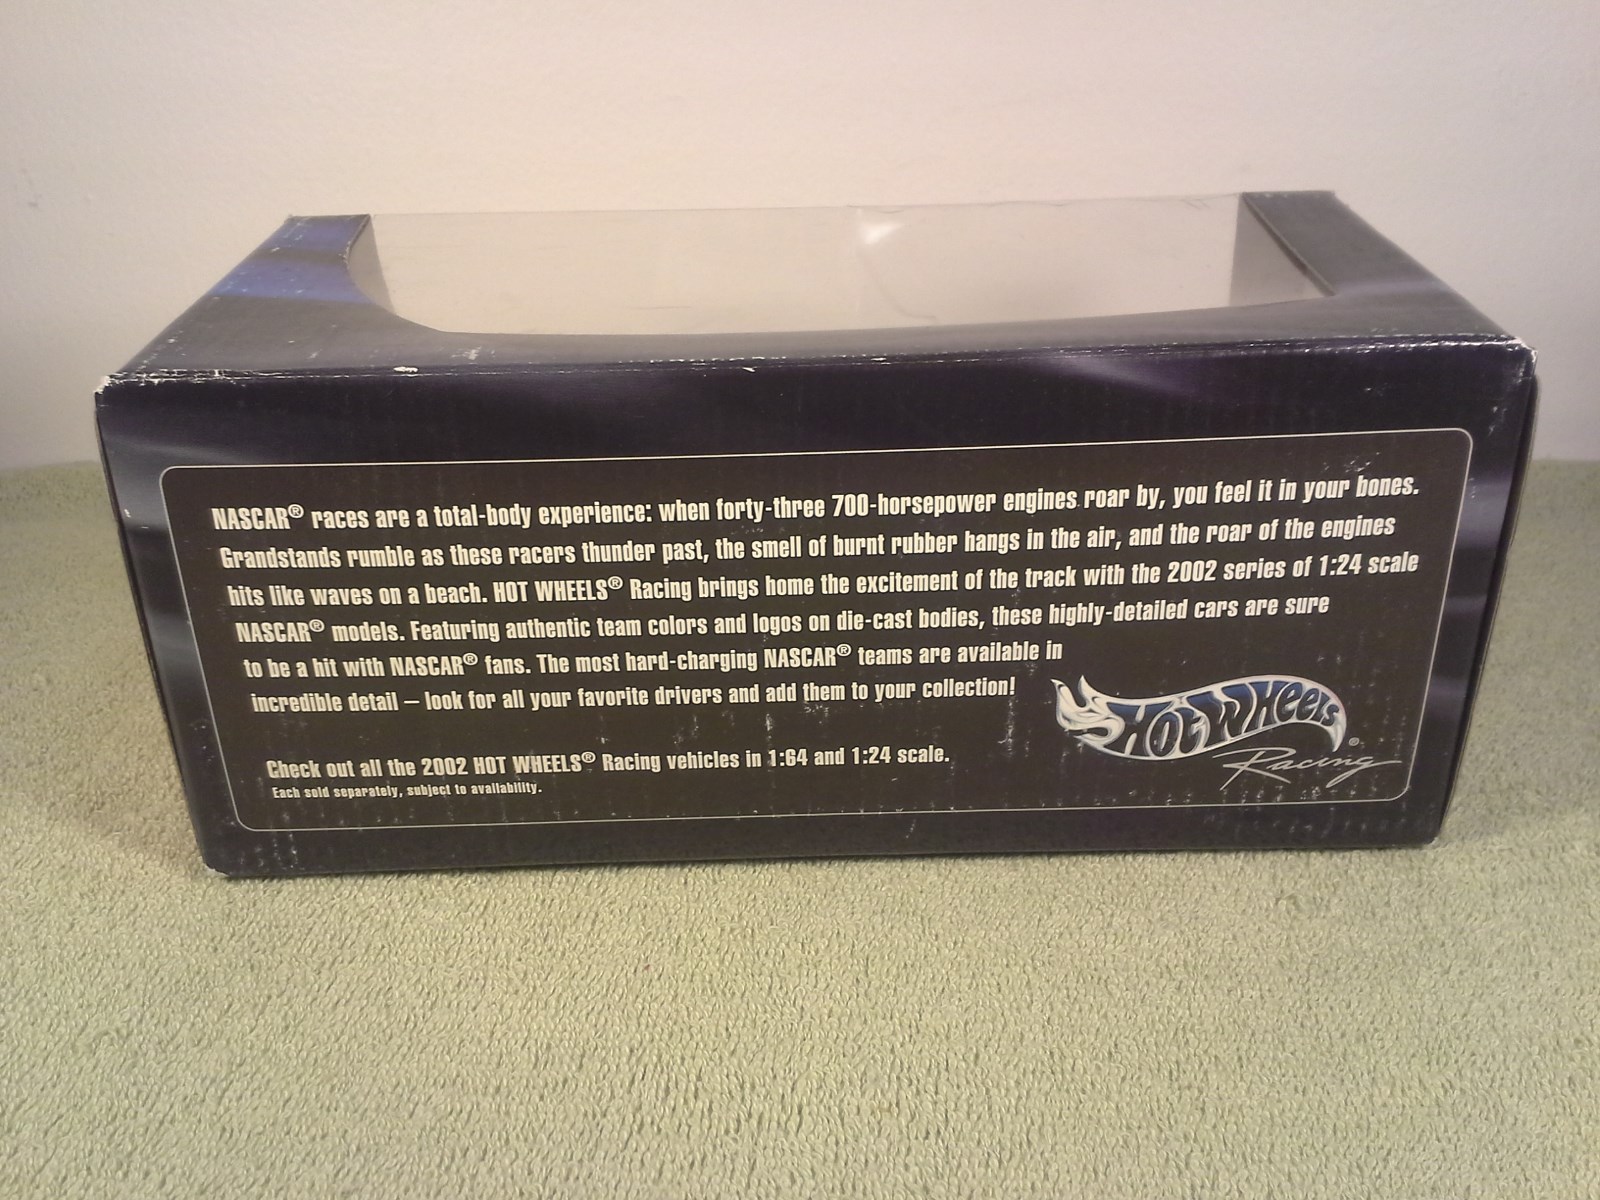 NASCAR® races are a total-body experience: when forty-three 700-horsepower engines roar by, you feel it in your bones.
Grandstands rumble as these racers thunder past, the smell of burnt rubber hangs in the air, and the roar of the engines
hits like waves on a beach. HOT WHEELS® Racing brings home the excitement of the track with the 2002 series of 1:24 scale
NASCAR® models. Featuring authentic team colors and logos on die-cast bodies, these highly-detailed cars are sure
to be a hit with NASCAR® fans. The most hard-charging NASCAR® teams are available in
incredible detail – look for all your favorite drivers and add them to your collection!
Hot Wheels®
Racing
Check out all the 2002 HOT WHEELS® Racing vehicles in 1:64 and 1:24 scale.
Each sold separately, subject to availability.